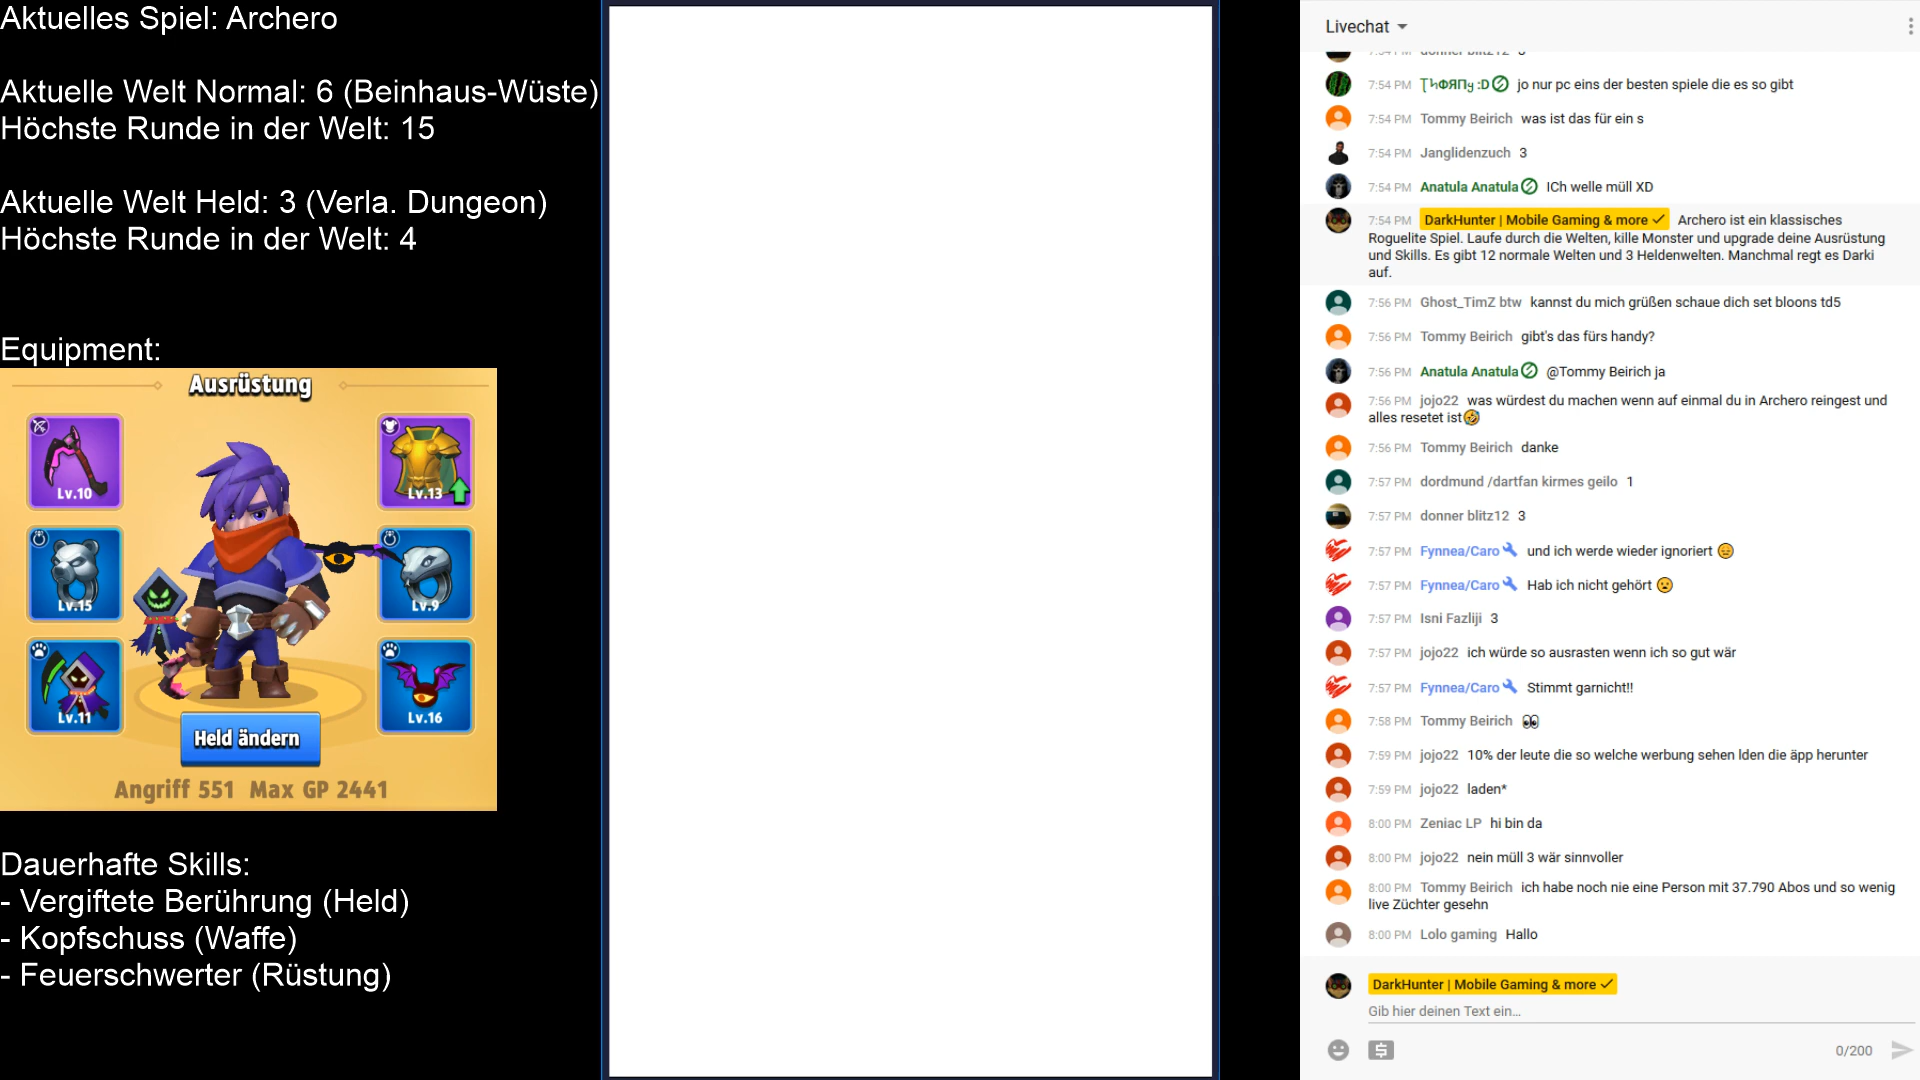 Aktuelles Spiel: Archero
Aktuelle Welt Normal: 6 (Beinhaus-Wüste)
Höchste Runde in der Welt: 15
Aktuelle Welt Held: 3 (Verla. Dungeon)
Höchste Runde in der Welt: 4
Equipment:
Ausrüstung
Lv.10
Lv.13
Lv.15
Lv.9
Lv.11
Lv.16
Held ändern
Angriff 551 Max GP 2441
Dauerhafte Skills:
- Vergiftete Berührung (Held)
- Kopfschuss (Waffe)
- Feuerschwerter (Rüstung)
Livechat
7:54 PM donner blitz12 3
7:54 PM :D jo nur pc eins der besten spiele die es so gibt
7:54 PM Tommy Beirich was ist das für ein s
7:54 PM Janglidenzuch 3
7:54 PM Anatula Anatula ICh welle müll XD
7:54 PM DarkHunter | Mobile Gaming & more Archero ist ein klassisches
Roguelite Spiel. Laufe durch die Welten, kille Monster und upgrade deine Ausrüstung
und Skills. Es gibt 12 normale Welten und 3 Heldenwelten. Manchmal regt es Darki
auf.
7:56 PM Ghost_TimZ btw kannst du mich grüßen schaue dich set bloons td5
7:56 PM Tommy Beirich gibt's das fürs handy?
7:56 PM Anatula Anatula @Tommy Beirich ja
7:56 PM jojo22 was würdest du machen wenn auf einmal du in Archero reingest und
alles resetet ist🤣
7:56 PM Tommy Beirich danke
7:57 PM dordmund /dartfan kirmes geilo 1
7:57 PM donner blitz12 3
7:57 PM Fynnea/Caro und ich werde wieder ignoriert 😑
7:57 PM Fynnea/Caro Hab ich nicht gehört 😦
7:57 PM Isni Fazliji 3
7:57 PM jojo22 ich würde so ausrasten wenn ich so gut wär
7:57 PM Fynnea/Caro Stimmt garnicht!!
7:58 PM Tommy Beirich 👀
7:59 PM jojo22 10% der leute die so welche werbung sehen lden die äpp herunter
7:59 PM jojo22 laden*
8:00 PM Zeniac LP hi bin da
8:00 PM jojo22 nein müll 3 wär sinnvoller
8:00 PM Tommy Beirich ich habe noch nie eine Person mit 37.790 Abos und so wenig
live Züchter gesehn
8:00 PM Lolo gaming Hallo
DarkHunter | Mobile Gaming & more
Gib hier deinen Text ein...
0/200